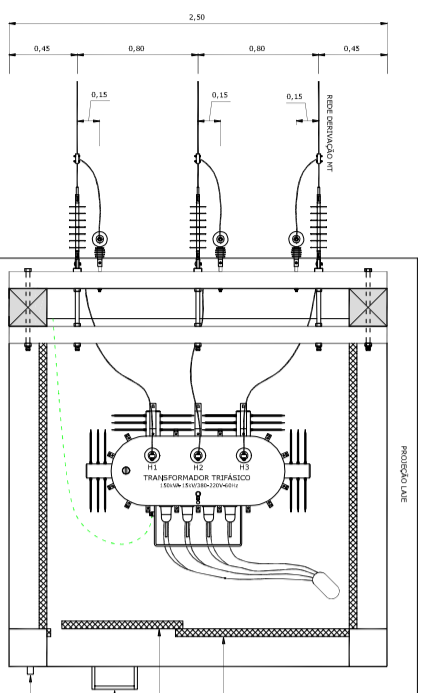 2,50
0,45
0,80
0,80
0,45
0,15
0,15
0,15
REDE DERIVAÇÃO MT
PROJEÇÃO LAJE
H1
H2
H3
TRANSFORMADOR TRIFÁSICO
150kVA-15kV/380-220V-60Hz